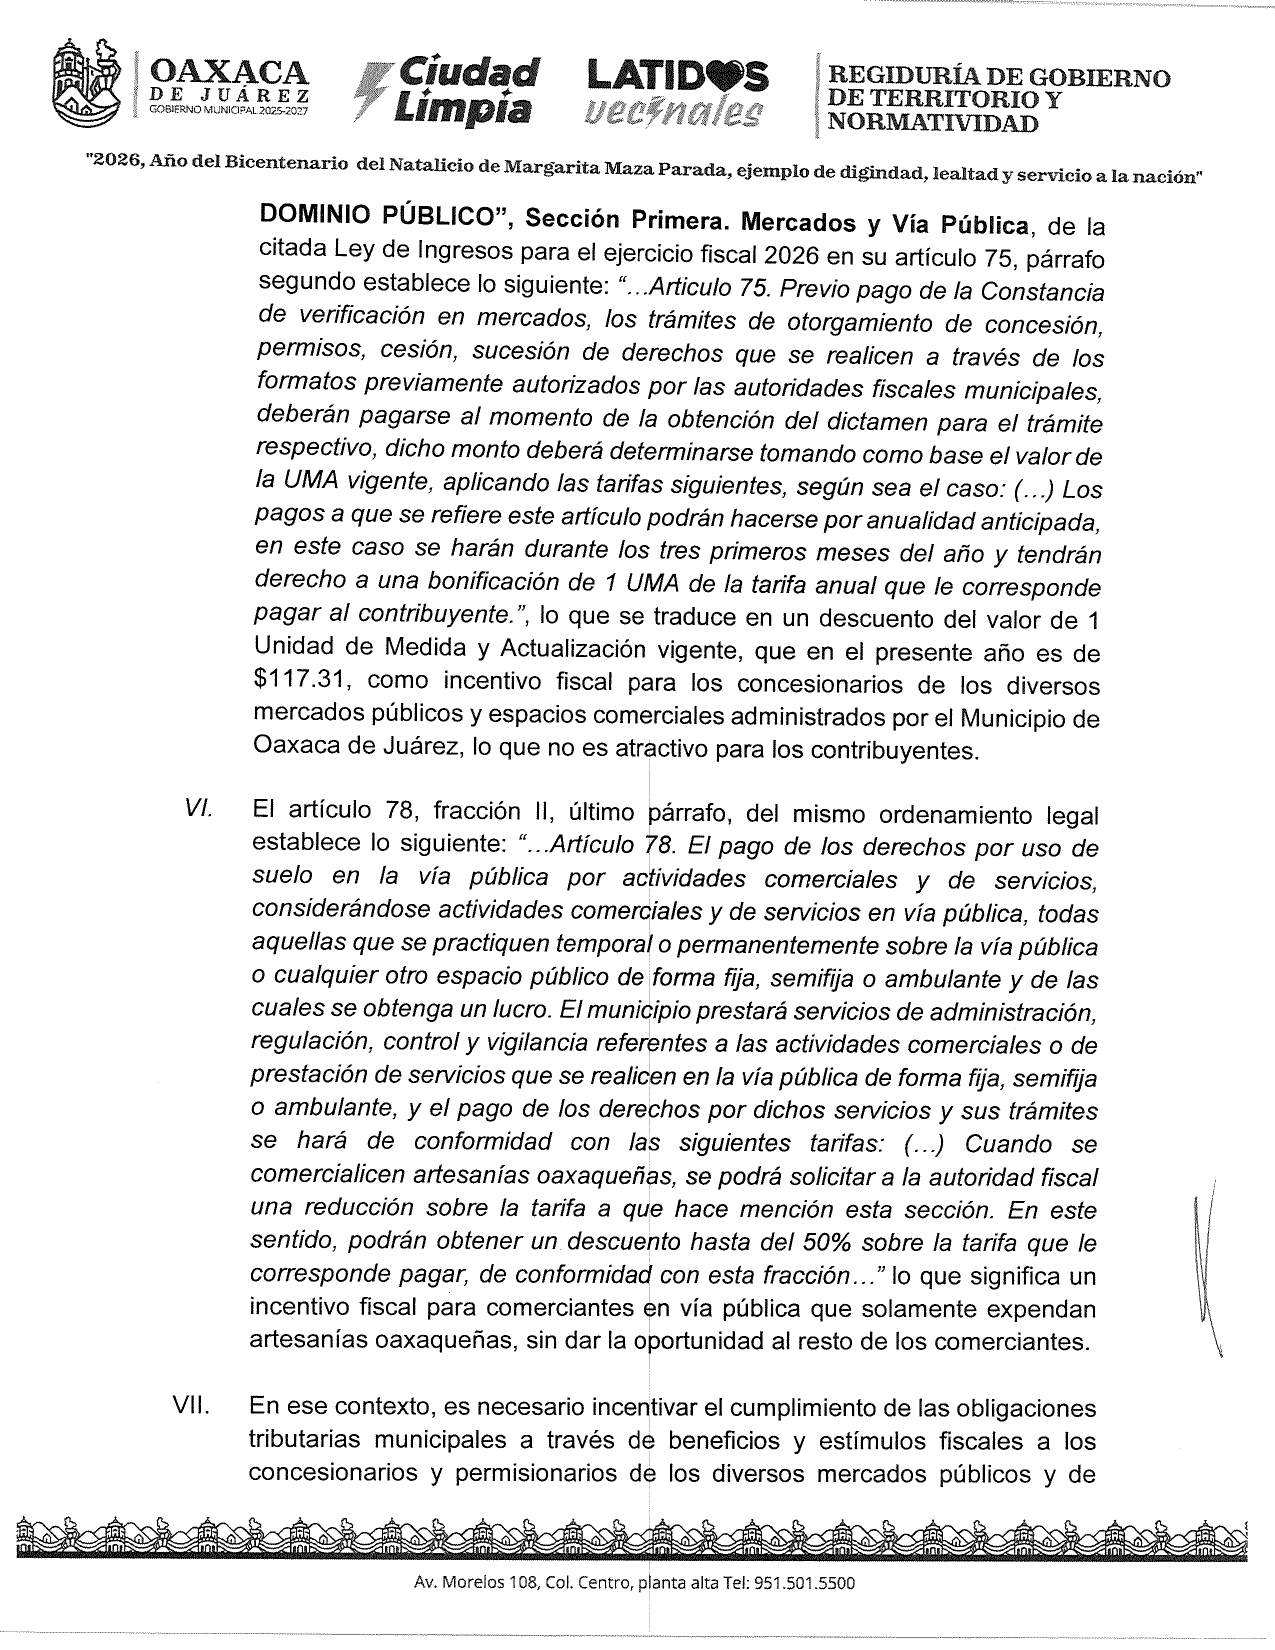 OAXACA
DE JUÁREZ
GOBIERNO MUNICIPAL 2025-2027
Ciudad
Limpia
LATIDOS
vecinales
REGIDURÍA DE GOBIERNO
DE TERRITORIO Y
NORMATIVIDAD
"2026, Año del Bicentenario del Natalicio de Margarita Maza Parada, ejemplo de digindad, lealtad y servicio a la nación"
DOMINIO PÚBLICO”, Sección Primera. Mercados y Vía Pública, de la
citada Ley de Ingresos para el ejercicio fiscal 2026 en su artículo 75, párrafo
segundo establece lo siguiente: “...Articulo 75. Previo pago de la Constancia
de verificación en mercados, los trámites de otorgamiento de concesión,
permisos, cesión, sucesión de derechos que se realicen a través de los
formatos previamente autorizados por las autoridades fiscales municipales,
deberán pagarse al momento de la obtención del dictamen para el trámite
respectivo, dicho monto deberá determinarse tomando como base el valor de
la UMA vigente, aplicando las tarifas siguientes, según sea el caso: (...) Los
pagos a que se refiere este artículo podrán hacerse por anualidad anticipada,
en este caso se harán durante los tres primeros meses del año y tendrán
derecho a una bonificación de 1 UMA de la tarifa anual que le corresponde
pagar al contribuyente.”, lo que se traduce en un descuento del valor de 1
Unidad de Medida y Actualización vigente, que en el presente año es de
$117.31, como incentivo fiscal para los concesionarios de los diversos
mercados públicos y espacios comerciales administrados por el Municipio de
Oaxaca de Juárez, lo que no es atractivo para los contribuyentes.
VI. El artículo 78, fracción II, último párrafo, del mismo ordenamiento legal
establece lo siguiente: “...Artículo 78. El pago de los derechos por uso de
suelo en la vía pública por actividades comerciales y de servicios,
considerándose actividades comerciales y de servicios en vía pública, todas
aquellas que se practiquen temporal o permanentemente sobre la vía pública
o cualquier otro espacio público de forma fija, semifija o ambulante y de las
cuales se obtenga un lucro. El municipio prestará servicios de administración,
regulación, control y vigilancia referentes a las actividades comerciales o de
prestación de servicios que se realicen en la vía pública de forma fija, semifija
o ambulante, y el pago de los derechos por dichos servicios y sus trámites
se hará de conformidad con las siguientes tarifas: (...) Cuando se
comercialicen artesanías oaxaqueñas, se podrá solicitar a la autoridad fiscal
una reducción sobre la tarifa a que hace mención esta sección. En este
sentido, podrán obtener un descuento hasta del 50% sobre la tarifa que le
corresponde pagar, de conformidad con esta fracción...” lo que significa un
incentivo fiscal para comerciantes en vía pública que solamente expendan
artesanías oaxaqueñas, sin dar la oportunidad al resto de los comerciantes.
VII. En ese contexto, es necesario incentivar el cumplimiento de las obligaciones
tributarias municipales a través de beneficios y estímulos fiscales a los
concesionarios y permisionarios de los diversos mercados públicos y de
Av. Morelos 108, Col. Centro, planta alta Tel: 951.501.5500